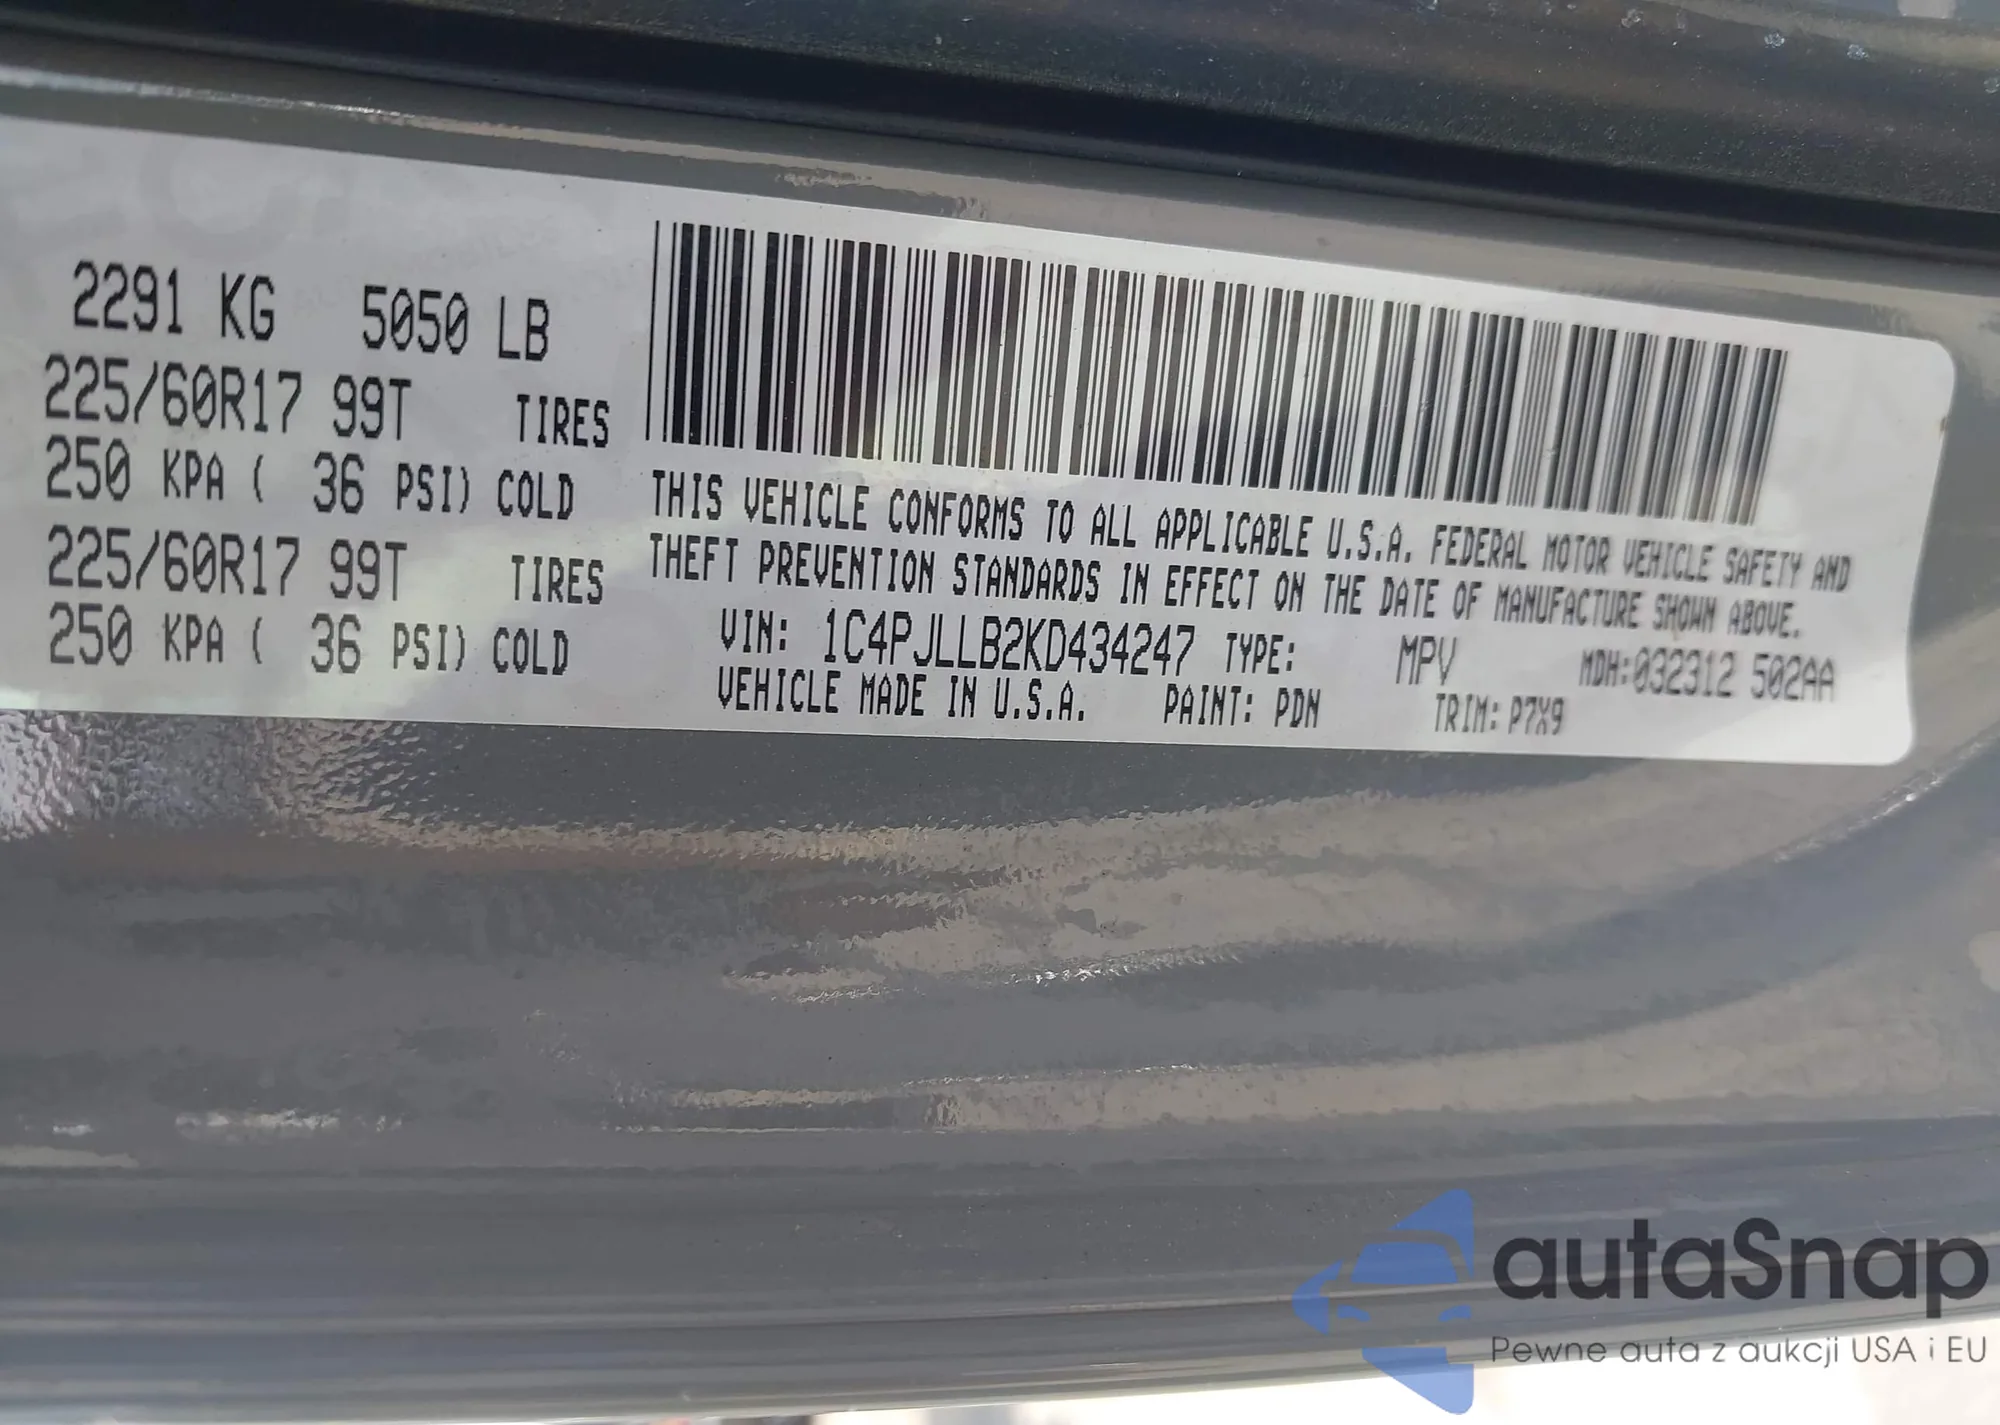 2291 KG 5050 LB
225/60R17 99T TIRES
250 KPA ( 36 PSI) COLD
225/60R17 99T TIRES
250 KPA ( 36 PSI) COLD
THIS VEHICLE CONFORMS TO ALL APPLICABLE U.S.A. FEDERAL MOTOR VEHICLE SAFETY AND
THEFT PREVENTION STANDARDS IN EFFECT ON THE DATE OF MANUFACTURE SHOWN ABOVE.
VIN: 1C4PJLLB2KD434247 TYPE: MPV MDH:032312 502AA
VEHICLE MADE IN U.S.A. PAINT: PDN TRIM: P7X9
autaSnap
Pewne auta z aukcji USA i EU